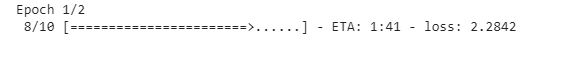 Epoch 1/2
8/10 [=======================>......] - ETA: 1:41 - loss: 2.2842